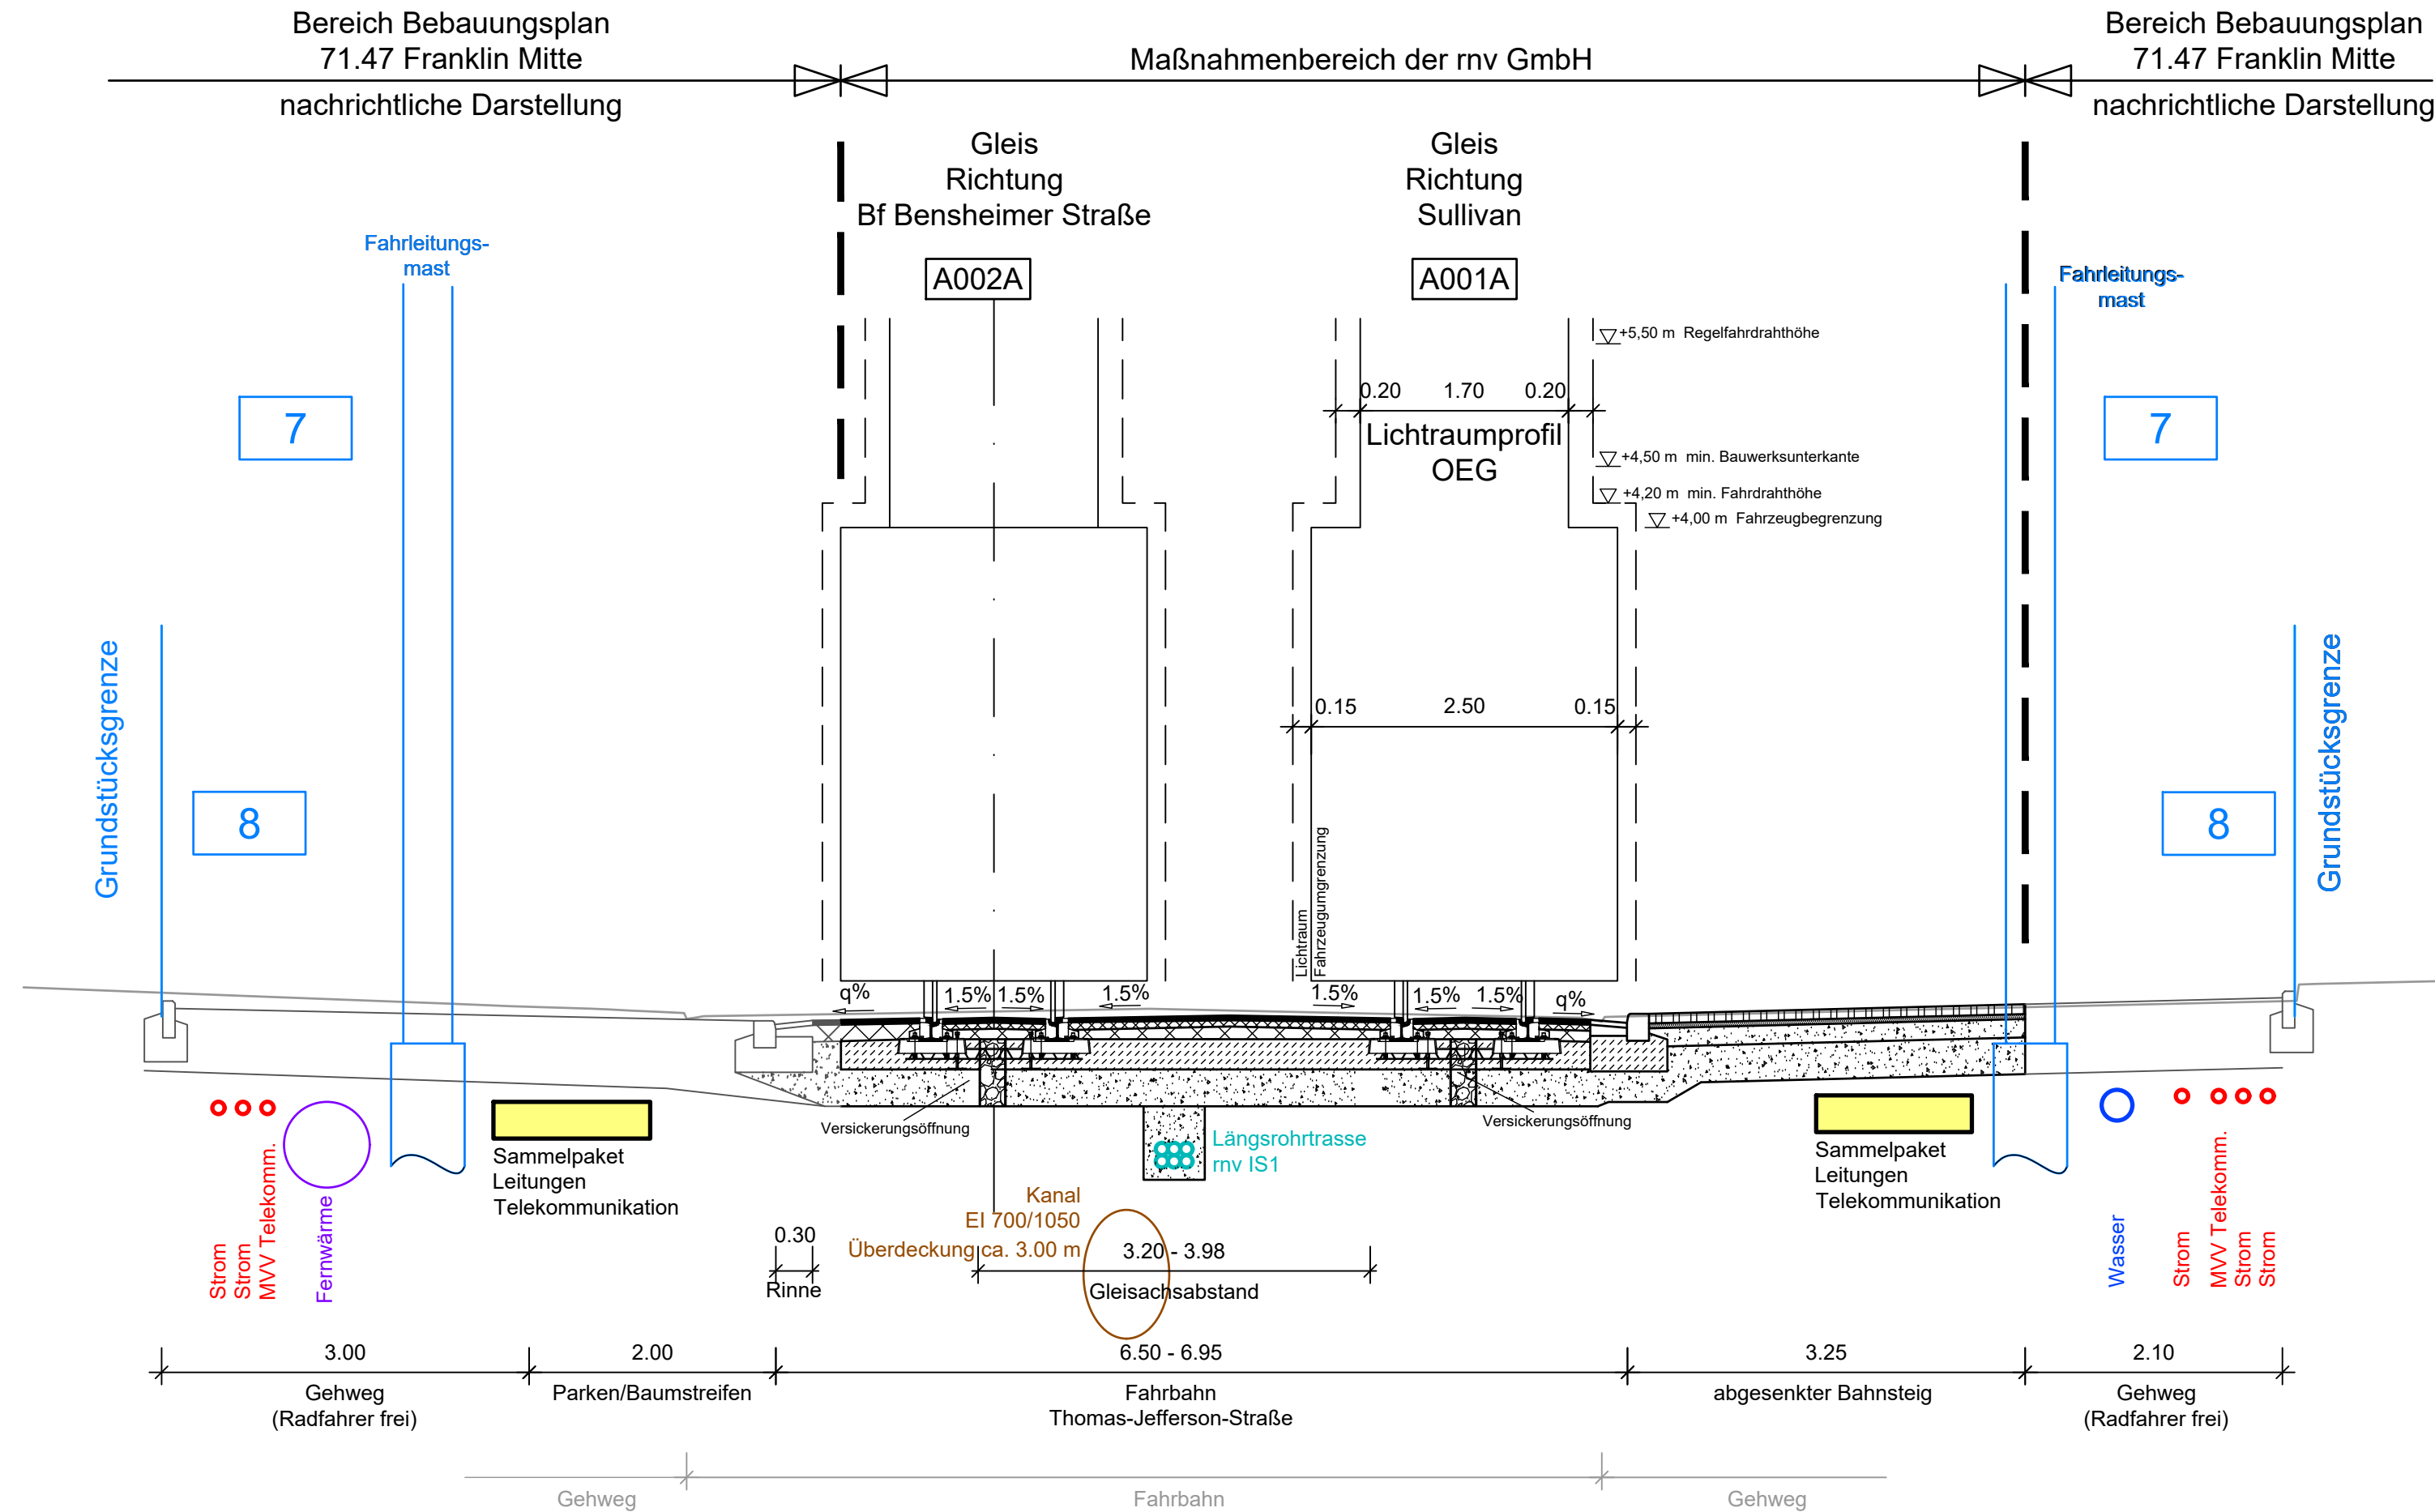 Bereich Bebauungsplan
71.47 Franklin Mitte
nachrichtliche Darstellung
Maßnahmenbereich der rnv GmbH
Bereich Bebauungsplan
71.47 Franklin Mitte
nachrichtliche Darstellung
Gleis
Richtung
Bf Bensheimer Straße
A002A
Gleis
Richtung
Sullivan
A001A
Fahrleitungs-
mast
Fahrleitungs-
mast
+5,50 m Regelfahrdrahthöhe
0.20 1.70 0.20
Lichtraumprofil
OEG
+4,50 m min. Bauwerksunterkante
+4,20 m min. Fahrdrahthöhe
+4,00 m Fahrzeugbegrenzung
7
7
Grundstücksgrenze
Grundstücksgrenze
0.15 2.50 0.15
8
8
Lichtraum
Fahrzeugumgrenzung
q% 1.5% 1.5% 1.5% 1.5% 1.5% 1.5% q%
Versickerungsöffnung
Versickerungsöffnung
Längsrohrtrasse
rnv IS1
Sammelpaket
Leitungen
Telekommunikation
Sammelpaket
Leitungen
Telekommunikation
Strom
Strom
MVV Telekomm.
Fernwärme
Kanal
EI 700/1050
Überdeckung ca. 3.00 m
0.30
Rinne
3.20 - 3.98
Gleisachsabstand
Wasser
Strom
MVV Telekomm.
Strom
Strom
3.00 2.00 6.50 - 6.95 3.25 2.10
Gehweg
(Radfahrer frei)
Parken/Baumstreifen
Fahrbahn
Thomas-Jefferson-Straße
abgesenkter Bahnsteig
Gehweg
(Radfahrer frei)
Gehweg Fahrbahn Gehweg